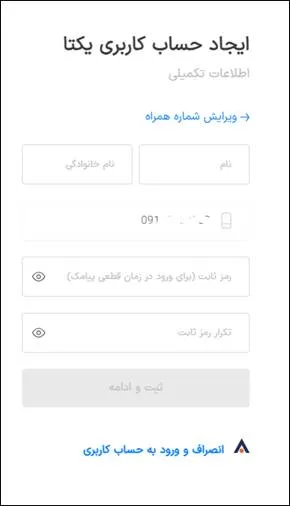 ایجاد حساب کاربری یکتا
اطلاعات تکمیلی
ویرایش شماره همراه
نام
نام خانوادگی
091
رمز ثابت (برای ورود در زمان قطعی پیامک)
تکرار رمز ثابت
ثبت و ادامه
انصراف و ورود به حساب کاربری